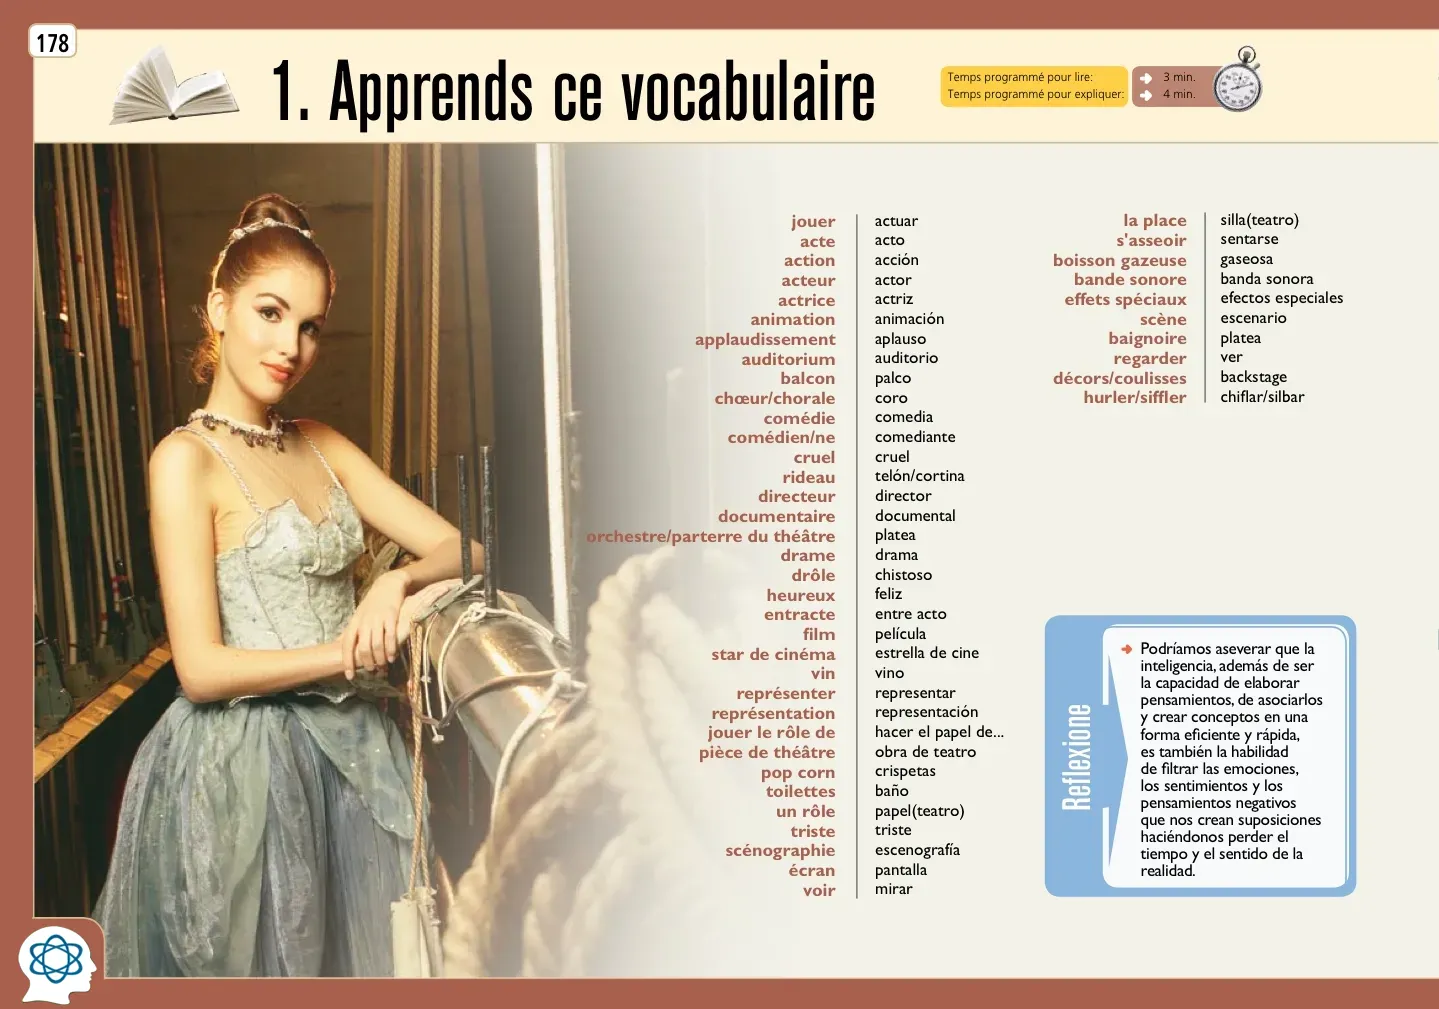 178
1. Apprends ce vocabulaire
Temps programmé pour lire: 3 min.
Temps programmé pour expliquer: 4 min.
jouer actuar
acte acto
action acción
acteur actor
actrice actriz
animation animación
applaudissement aplauso
auditorium auditorio
balcon palco
chœur/chorale coro
comédie comedia
comédien/ne comediante
cruel cruel
rideau telón/cortina
directeur director
documentaire documental
orchestre/parterre du théâtre platea
drame drama
drôle chistoso
heureux feliz
entracte entre acto
film película
star de cinéma estrella de cine
vin vino
représenter representar
représentation representación
jouer le rôle de hacer el papel de...
pièce de théâtre obra de teatro
pop corn crispetas
toilettes baño
un rôle papel(teatro)
triste triste
scénographie escenografía
écran pantalla
voir mirar
la place silla(teatro)
s'asseoir sentarse
boisson gazeuse gaseosa
bande sonore banda sonora
effets spéciaux efectos especiales
scène escenario
baignoire platea
regarder ver
décors/coulisses backstage
hurler/siffler chiflar/silbar
Reflexione
Podríamos aseverar que la
inteligencia, además de ser
la capacidad de elaborar
pensamientos, de asociarlos
y crear conceptos en una
forma eficiente y rápida,
es también la habilidad
de filtrar las emociones,
los sentimientos y los
pensamientos negativos
que nos crean suposiciones
haciéndonos perder el
tiempo y el sentido de la
realidad.